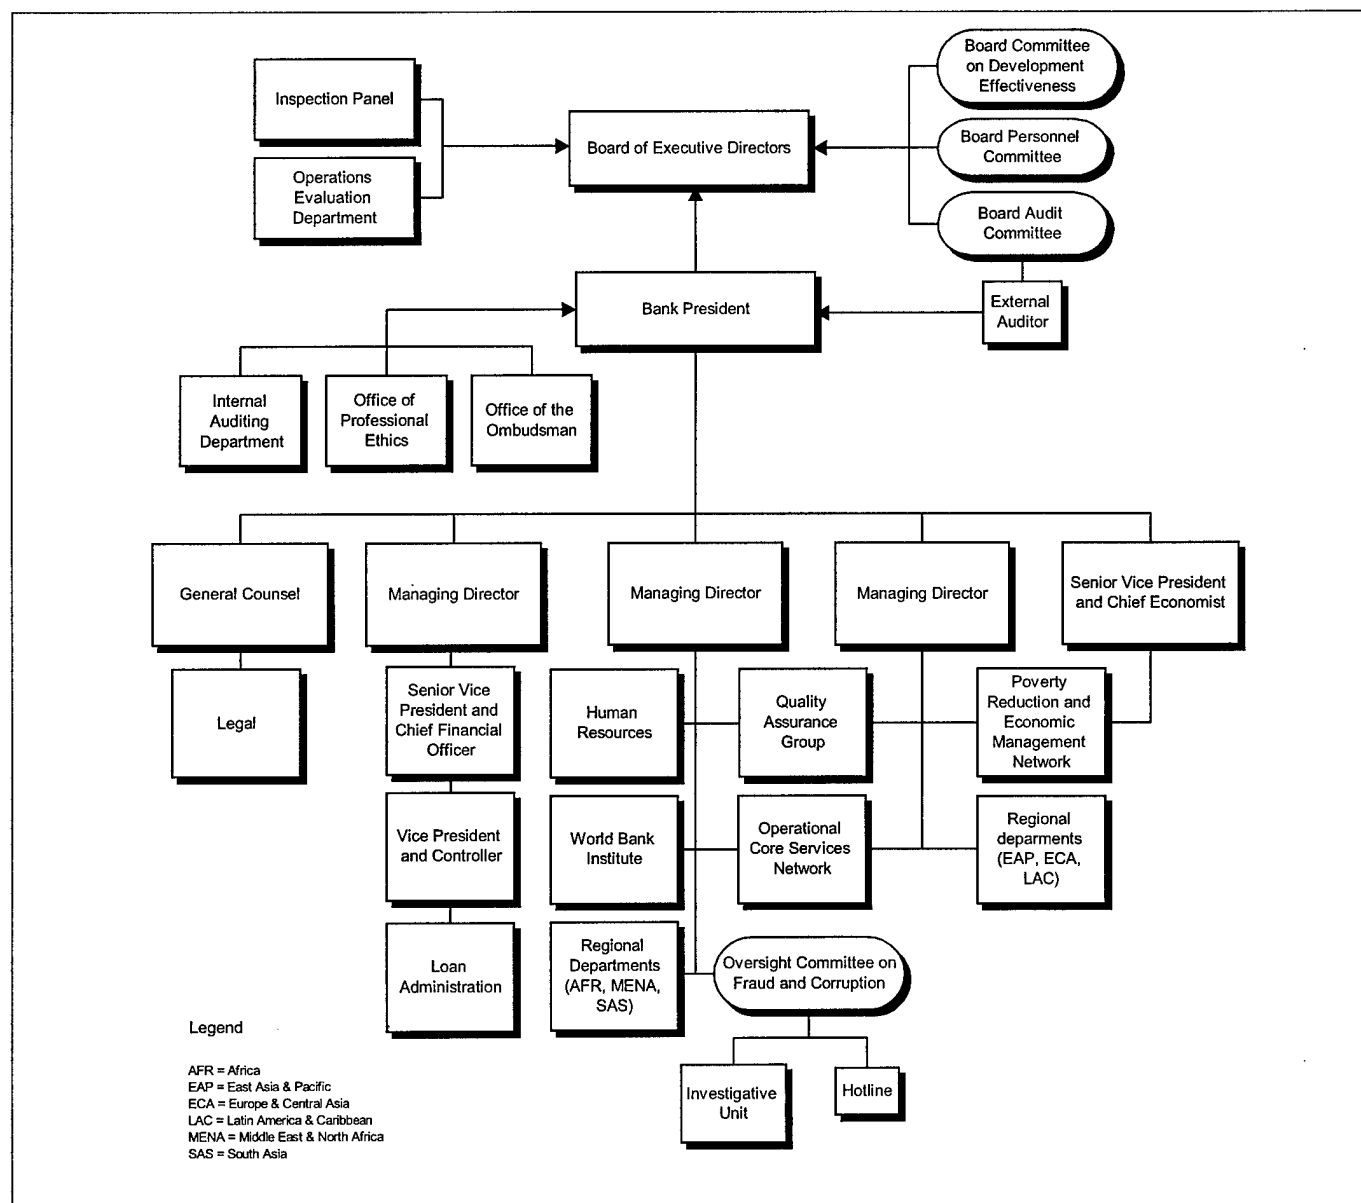 Board Committee
on Development
Effectiveness
Inspection Panel
Board of Executive Directors
Board Personnel
Committee
Operations
Evaluation
Department
Board Audit
Committee
Bank President
External
Auditor
Internal
Auditing
Department
Office of
Professional
Ethics
Office of the
Ombudsman
General Counsel
Managing Director
Managing Director
Managing Director
Senior Vice President
and Chief Economist
Legal
Senior Vice
President and
Chief Financial
Officer
Human
Resources
Quality
Assurance
Group
Poverty
Reduction and
Economic
Management
Network
Vice President
and Controller
World Bank
Institute
Operational
Core Services
Network
Regional
deparments
(EAP, ECA,
LAC)
Loan
Administration
Regional
Departments
(AFR, MENA,
SAS)
Oversight Committee on
Fraud and Corruption
Investigative
Unit
Hotline
Legend
AFR = Africa
EAP = East Asia & Pacific
ECA = Europe & Central Asia
LAC = Latin America & Caribbean
MENA = Middle East & North Africa
SAS = South Asia